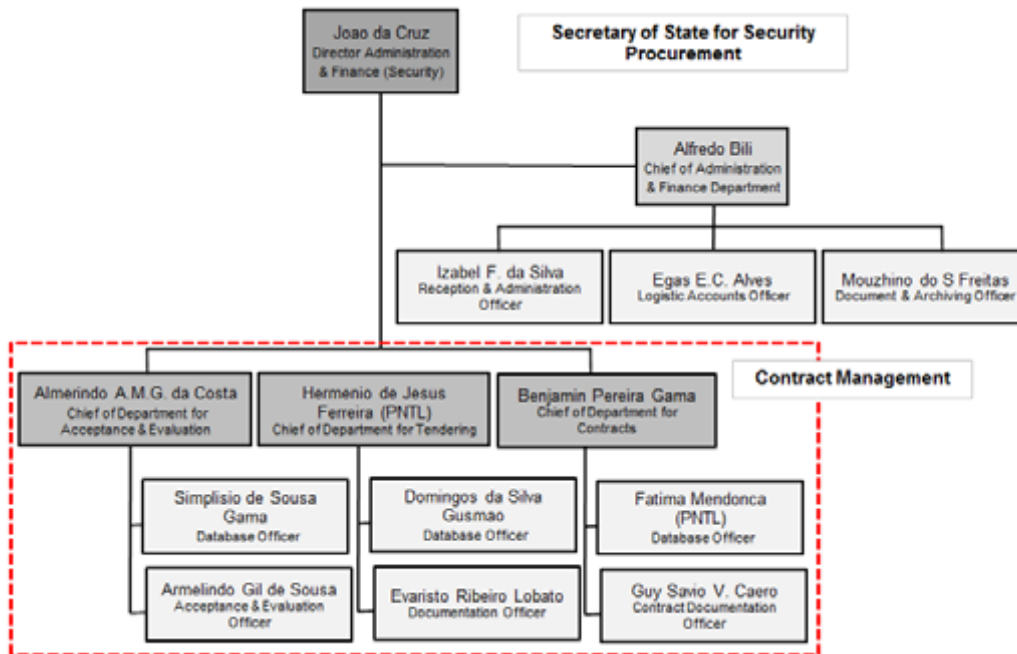 Joao da Cruz
Director Administration
& Finance (Security)
Secretary of State for Security
Procurement
Alfredo Bili
Chief of Administration
& Finance Department
Izabel F. da Silva
Reception & Administration
Officer
Egas E.C. Alves
Logistic Accounts Officer
Mouzhino do S Freitas
Document & Archiving Officer
Contract Management
Almerindo A.M.G. da Costa
Chief of Department for
Acceptance & Evaluation
Hermenio de Jesus
Ferreira (PNTL)
Chief of Department for Tendering
Benjamin Pereira Gama
Chief of Department for
Contracts
Simplisio de Sousa
Gama
Database Officer
Domingos da Silva
Gusmao
Database Officer
Fatima Mendonca
(PNTL)
Database Officer
Armelindo Gil de Sousa
Acceptance & Evaluation
Officer
Evaristo Ribeiro Lobato
Documentation Officer
Guy Savio V. Caero
Contract Documentation
Officer